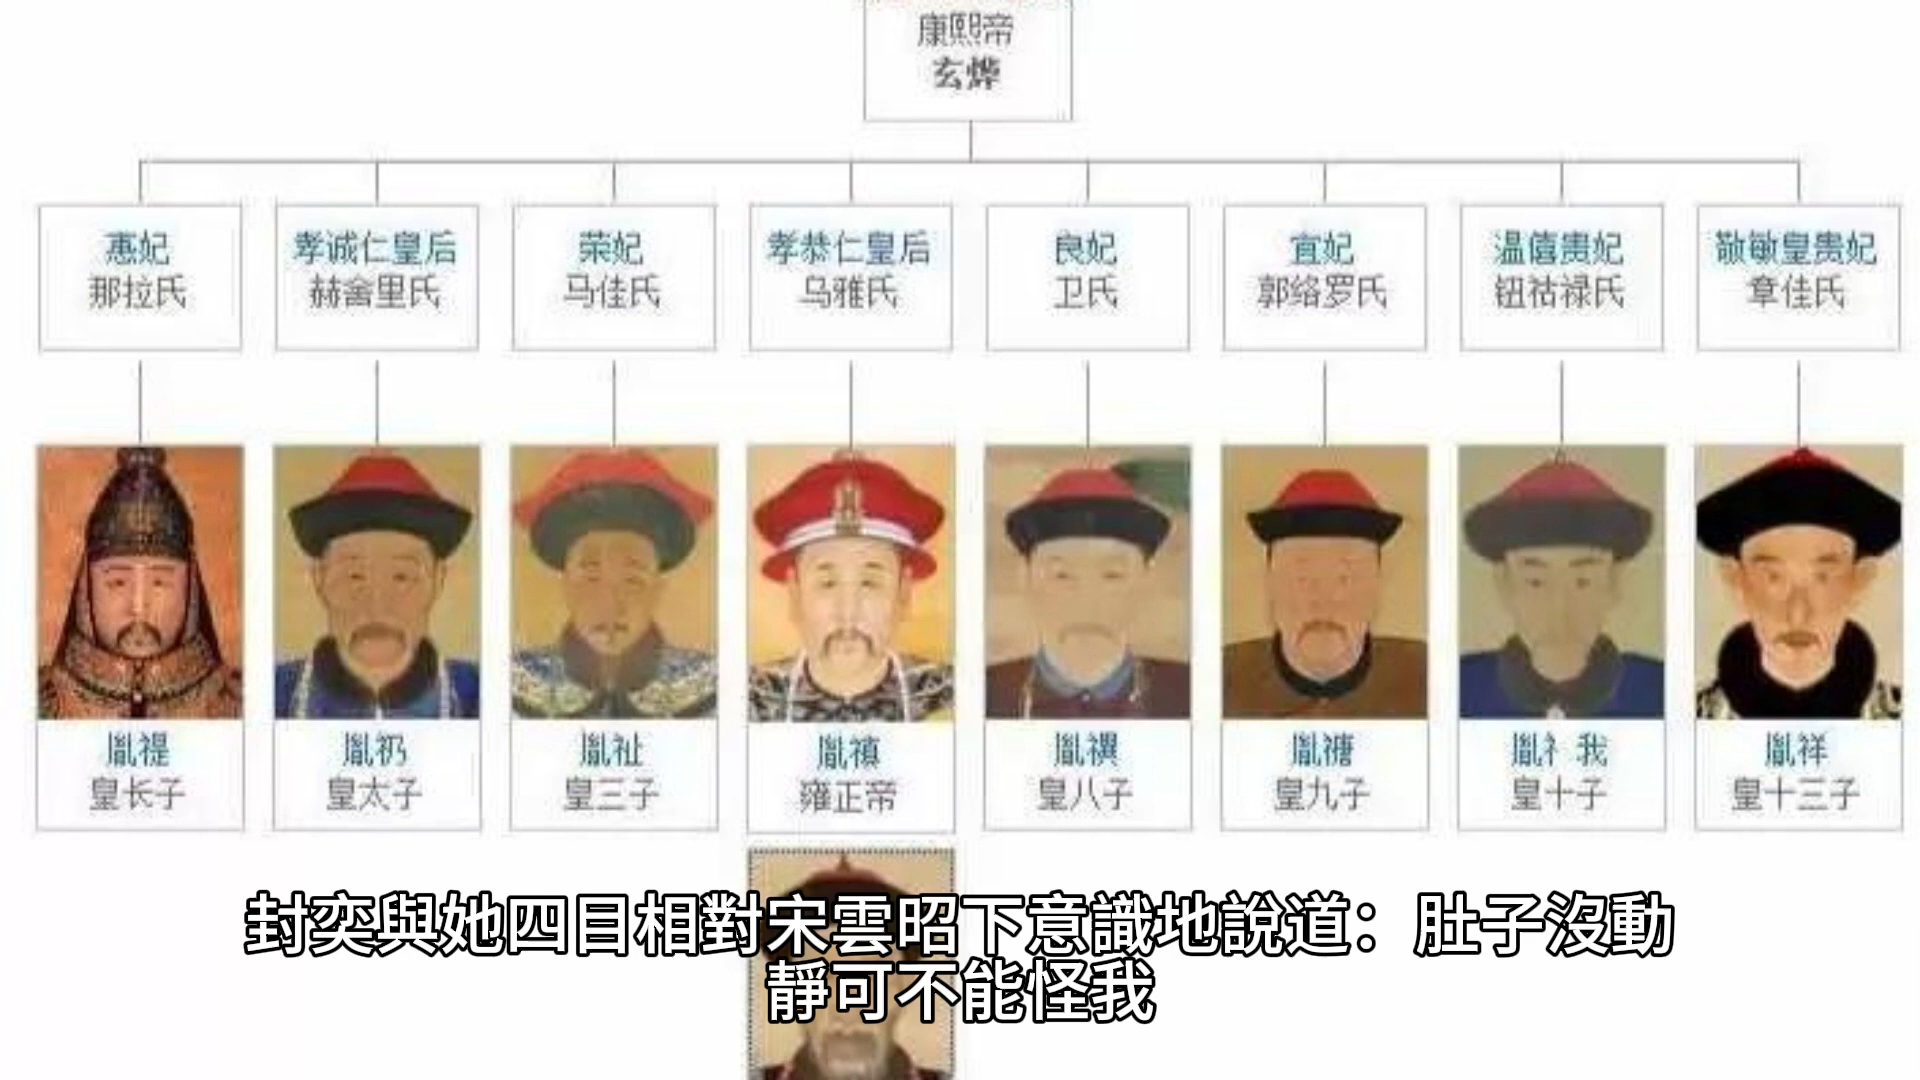 康熙帝
玄烨
惠妃
那拉氏
孝诚仁皇后
赫舍里氏
荣妃
马佳氏
孝恭仁皇后
乌雅氏
良妃
卫氏
宜妃
郭络罗氏
温僖贵妃
钮祜禄氏
敬敏皇贵妃
章佳氏
胤禔
皇长子
胤礽
皇太子
胤祉
皇三子
胤禛
雍正帝
胤禩
皇八子
胤禟
皇九子
胤礻我
皇十子
胤祥
皇十三子
封奕與她四目相對宋雲昭下意識地說道：肚子沒動
靜可不能怪我